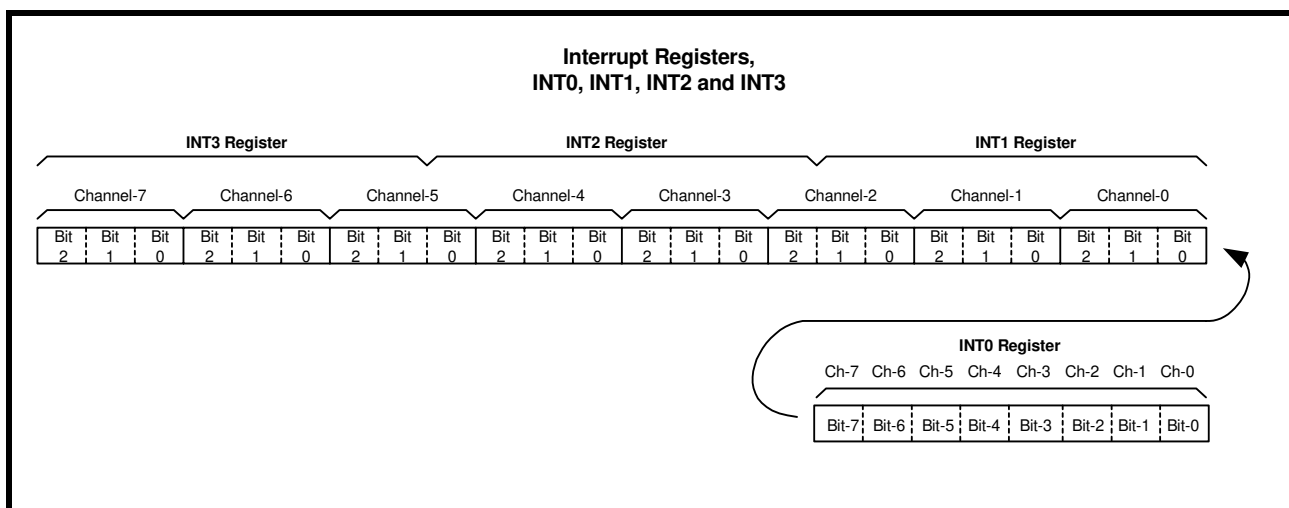 Interrupt Registers,
INT0, INT1, INT2 and INT3
INT3 Register INT2 Register INT1 Register
Channel-7 Channel-6 Channel-5 Channel-4 Channel-3 Channel-2 Channel-1 Channel-0
Bit Bit Bit Bit Bit Bit Bit Bit Bit Bit Bit Bit Bit Bit Bit Bit Bit Bit Bit Bit Bit Bit Bit Bit
2 1 0 2 1 0 2 1 0 2 1 0 2 1 0 2 1 0 2 1 0 2 1 0
INT0 Register
Ch-7 Ch-6 Ch-5 Ch-4 Ch-3 Ch-2 Ch-1 Ch-0
Bit-7 Bit-6 Bit-5 Bit-4 Bit-3 Bit-2 Bit-1 Bit-0